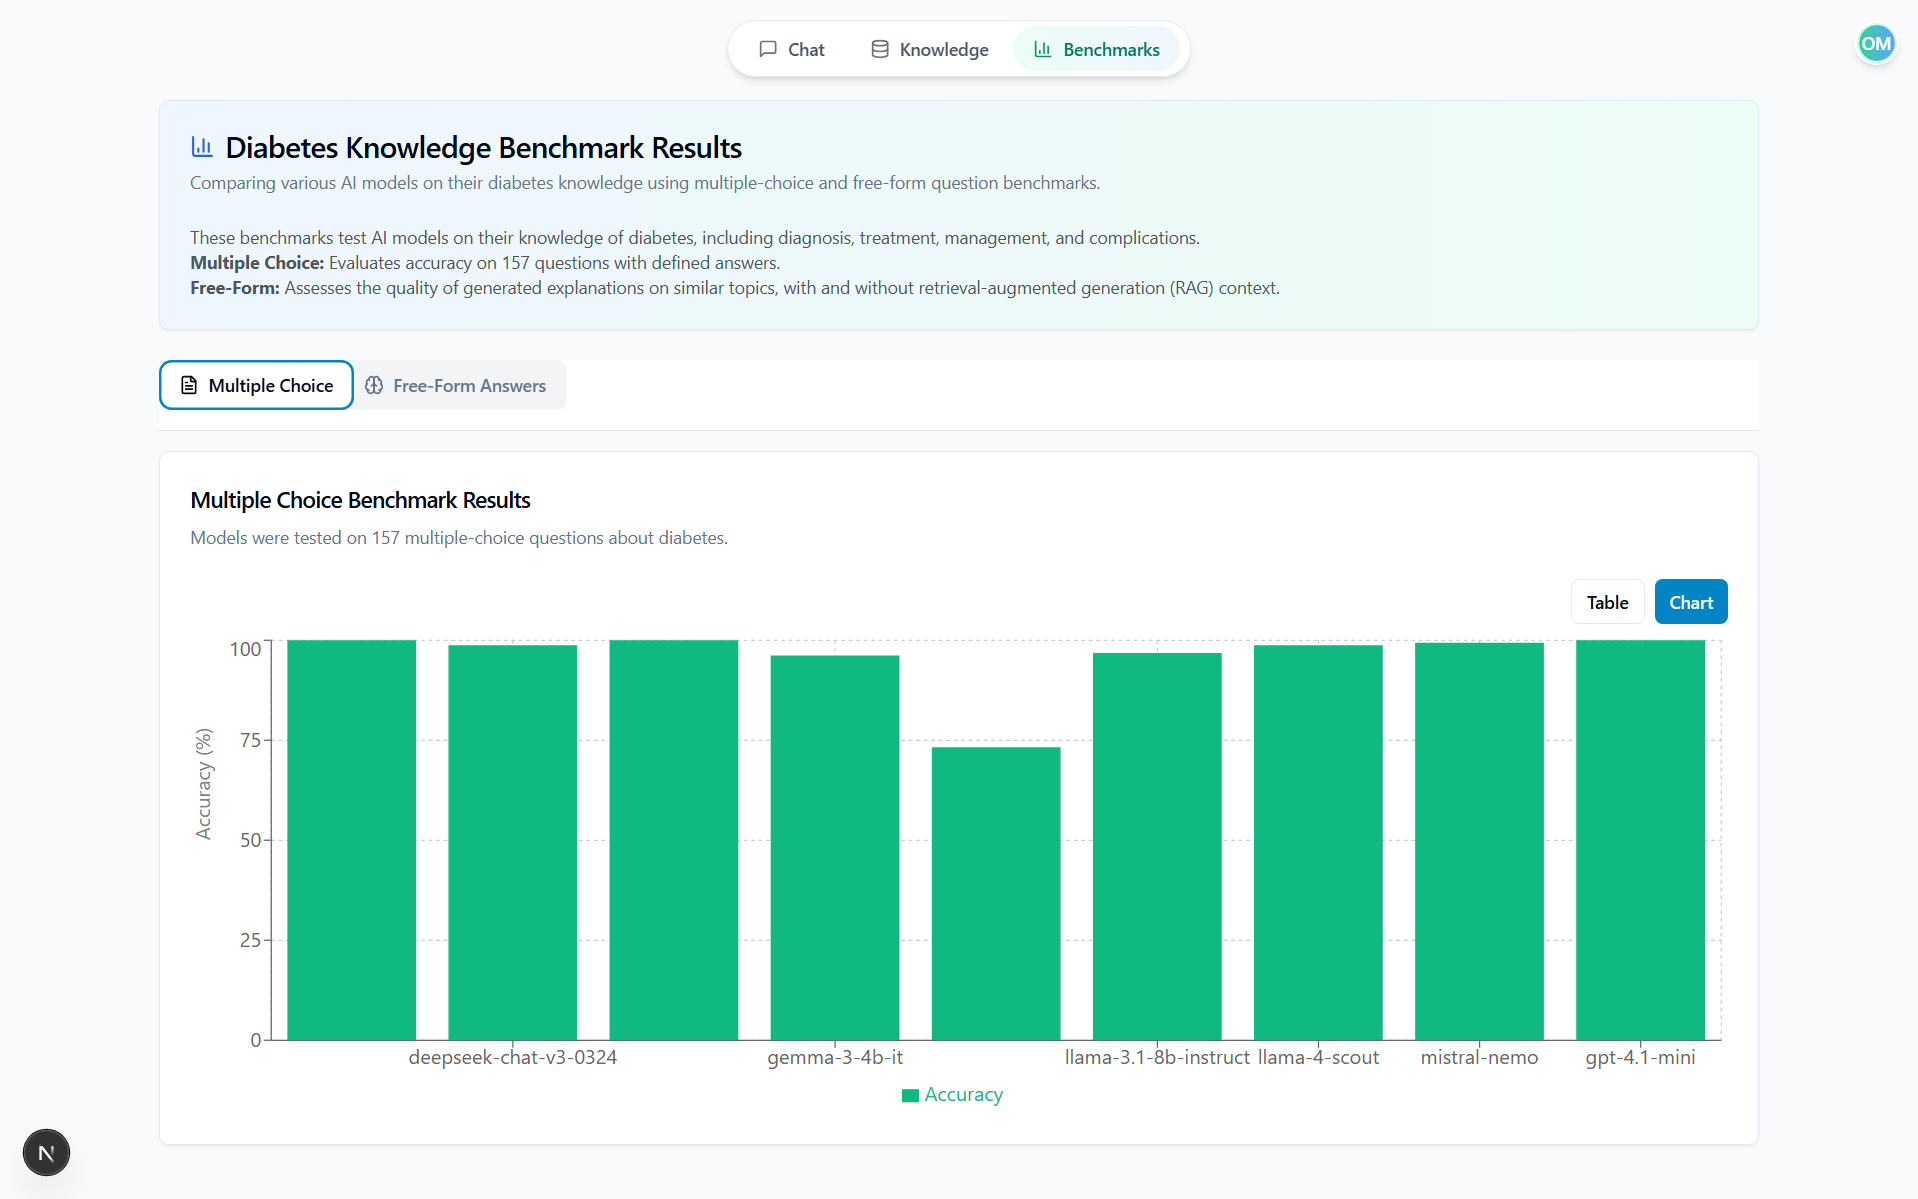 Chat
Knowledge
Benchmarks
OM
Diabetes Knowledge Benchmark Results
Comparing various AI models on their diabetes knowledge using multiple-choice and free-form question benchmarks.
These benchmarks test AI models on their knowledge of diabetes, including diagnosis, treatment, management, and complications.
Multiple Choice: Evaluates accuracy on 157 questions with defined answers.
Free-Form: Assesses the quality of generated explanations on similar topics, with and without retrieval-augmented generation (RAG) context.
Multiple Choice
Free-Form Answers
Multiple Choice Benchmark Results
Models were tested on 157 multiple-choice questions about diabetes.
Table
Chart
Accuracy (%)
100
75
50
25
0
deepseek-chat-v3-0324
gemma-3-4b-it
llama-3.1-8b-instruct
llama-4-scout
mistral-nemo
gpt-4.1-mini
Accuracy
N